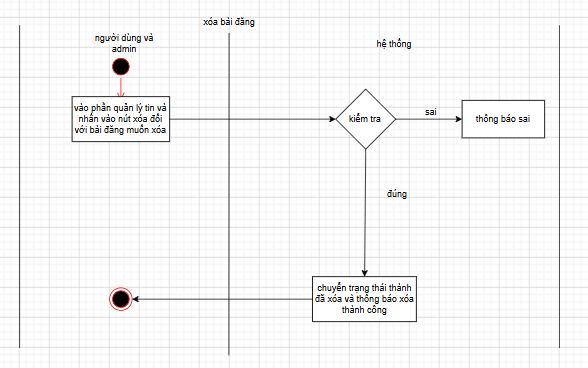 xóa bài đăng
người dùng và
admin
hệ thống
vào phần quản lý tin và
nhấn vào nút xóa đối
với bài đăng muốn xóa
kiểm tra
sai
thông báo sai
đúng
chuyển trạng thái thành
đã xóa và thông báo xóa
thành công